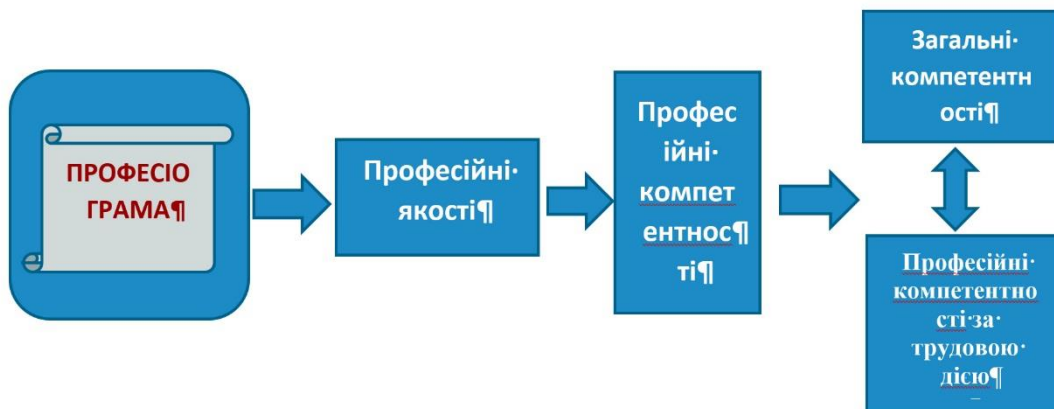 ПРОФЕСІО
ГРАМА¶
Професійні·
якості¶
Профес
ійні·
компет
ентнос¶
ті¶
Загальні·
компетентн
ості¶
Професійні·
компетентно
сті·за·
трудовою·
дією¶